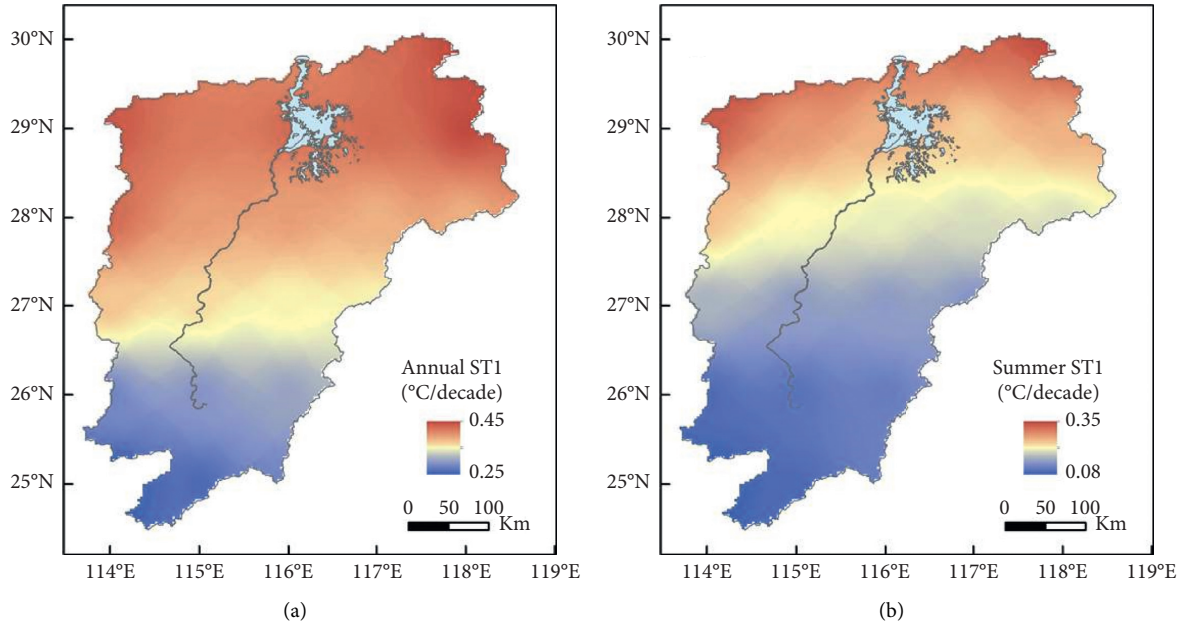 30°N
29°N
28°N
27°N
26°N
25°N
Annual ST1
(°C/decade)
0.45
0.25
0 50 100
Km
114°E 115°E 116°E 117°E 118°E 119°E
(a)
30°N
29°N
28°N
27°N
26°N
25°N
Summer ST1
(°C/decade)
0.35
0.08
0 50 100
Km
114°E 115°E 116°E 117°E 118°E 119°E
(b)